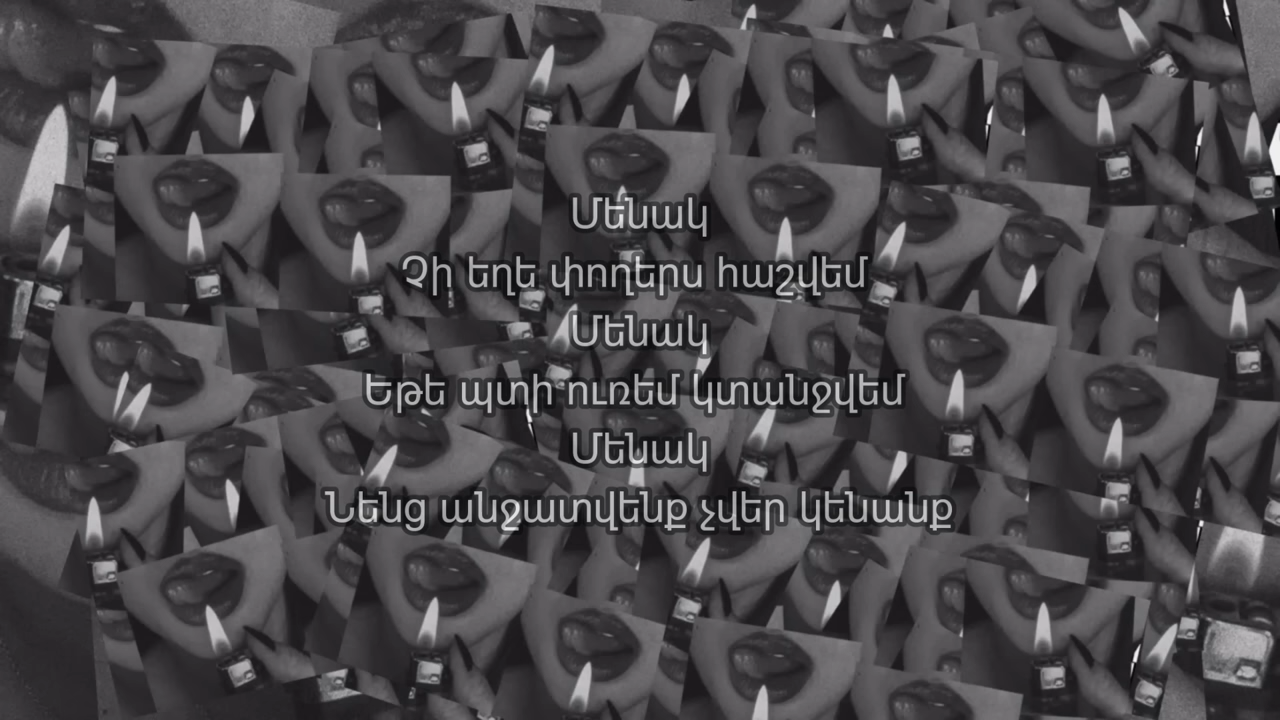 Մենակ
Չի եղե փողերս հաշվեմ
Մենակ
Եթե պտի ուռեմ կտանջվեմ
Մենակ
Նենց անջատվենք չվեր կենանք